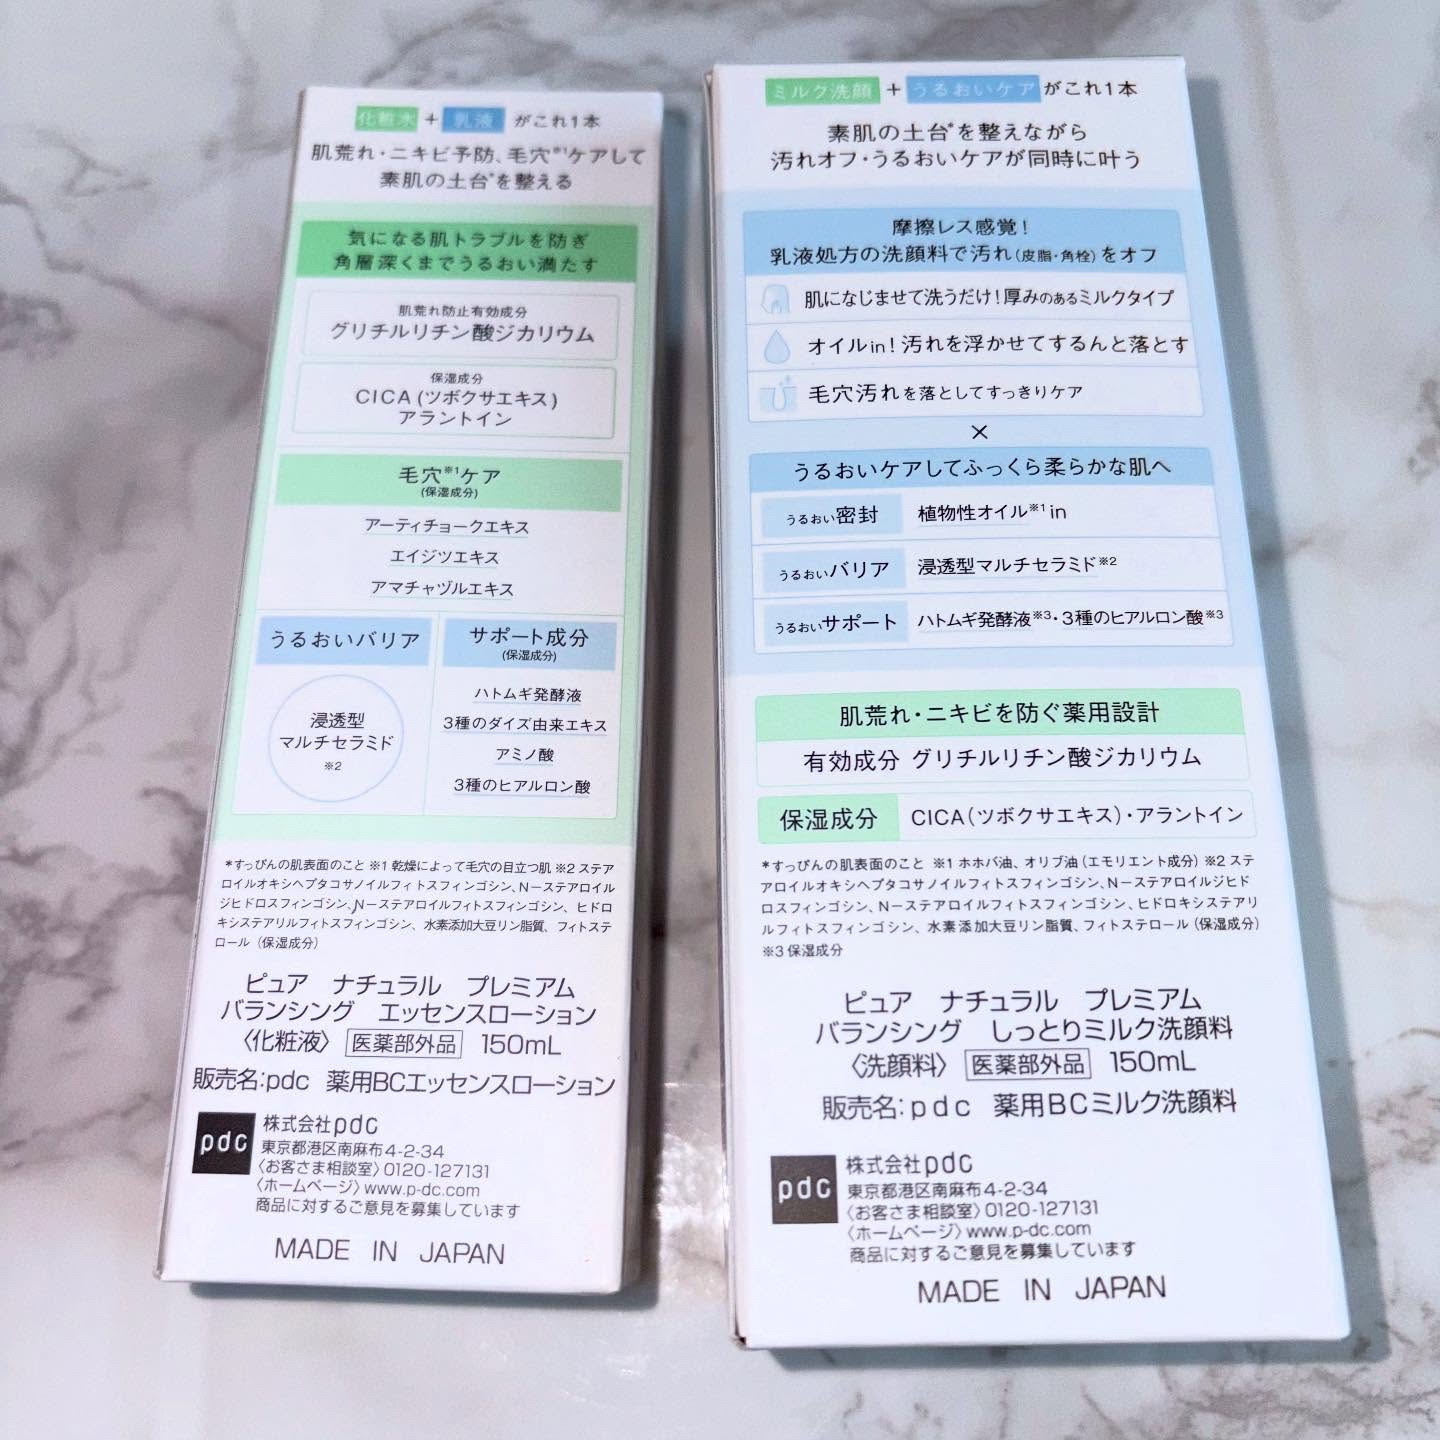 化粧水 + 乳液 がこれ1本
肌荒れ・ニキビ予防、毛穴※1ケアして
素肌の土台*を整える
気になる肌トラブルを防ぎ
角層深くまでうるおい満たす
肌荒れ防止有効成分
グリチルリチン酸ジカリウム
保湿成分
CICA(ツボクサエキス)
アラントイン
毛穴※1ケア
(保湿成分)
アーティチョークエキス
エイジツエキス
アマチャヅルエキス
うるおいバリア
浸透型
マルチセラミド
※2
サポート成分
(保湿成分)
ハトムギ発酵液
3種のダイズ由来エキス
アミノ酸
3種のヒアルロン酸
*すっぴんの肌表面のこと ※1 乾燥によって毛穴の目立つ肌 ※2 ステア
ロイルオキシヘプタコサノイルフィトスフィンゴシン、N-ステアロイル
ジヒドロスフィンゴシン、N-ステアロイルフィトスフィンゴシン、ヒドロ
キシステアリルフィトスフィンゴシン、水素添加大豆リン脂質、フィトステ
ロール（保湿成分）
ピュア ナチュラル プレミアム
バランシング エッセンスローション
〈化粧液〉 医薬部外品 150mL
販売名:pdc 薬用BCエッセンスローション
pdc
株式会社pdc
東京都港区南麻布4-2-34
〈お客さま相談室〉0120-127131
〈ホームページ〉www.p-dc.com
商品に対するご意見を募集しています
MADE IN JAPAN
ミルク洗顔 + うるおいケア がこれ1本
素肌の土台*を整えながら
汚れオフ・うるおいケアが同時に叶う
摩擦レス感覚!
乳液処方の洗顔料で汚れ(皮脂・角栓)をオフ
肌になじませて洗うだけ!厚みのあるミルクタイプ
オイルin!汚れを浮かせてするんと落とす
毛穴汚れを落としてすっきりケア
×
うるおいケアしてふっくら柔らかな肌へ
うるおい密封 植物性オイル※1in
うるおいバリア 浸透型マルチセラミド※2
うるおいサポート ハトムギ発酵液※3・3種のヒアルロン酸※3
肌荒れ・ニキビを防ぐ薬用設計
有効成分 グリチルリチン酸ジカリウム
保湿成分 CICA(ツボクサエキス)・アラントイン
*すっぴんの肌表面のこと ※1 ホホバ油、オリブ油（エモリエント成分）※2 ステ
アロイルオキシヘプタコサノイルフィトスフィンゴシン、N-ステアロイルジヒド
ロスフィンゴシン、N-ステアロイルフィトスフィンゴシン、ヒドロキシステアリ
ルフィトスフィンゴシン、水素添加大豆リン脂質、フィトステロール（保湿成分）
※3 保湿成分
ピュア ナチュラル プレミアム
バランシング しっとりミルク洗顔料
〈洗顔料〉 医薬部外品 150mL
販売名:pdc 薬用BCミルク洗顔料
pdc
株式会社pdc
東京都港区南麻布4-2-34
〈お客さま相談室〉0120-127131
〈ホームページ〉www.p-dc.com
商品に対するご意見を募集しています
MADE IN JAPAN